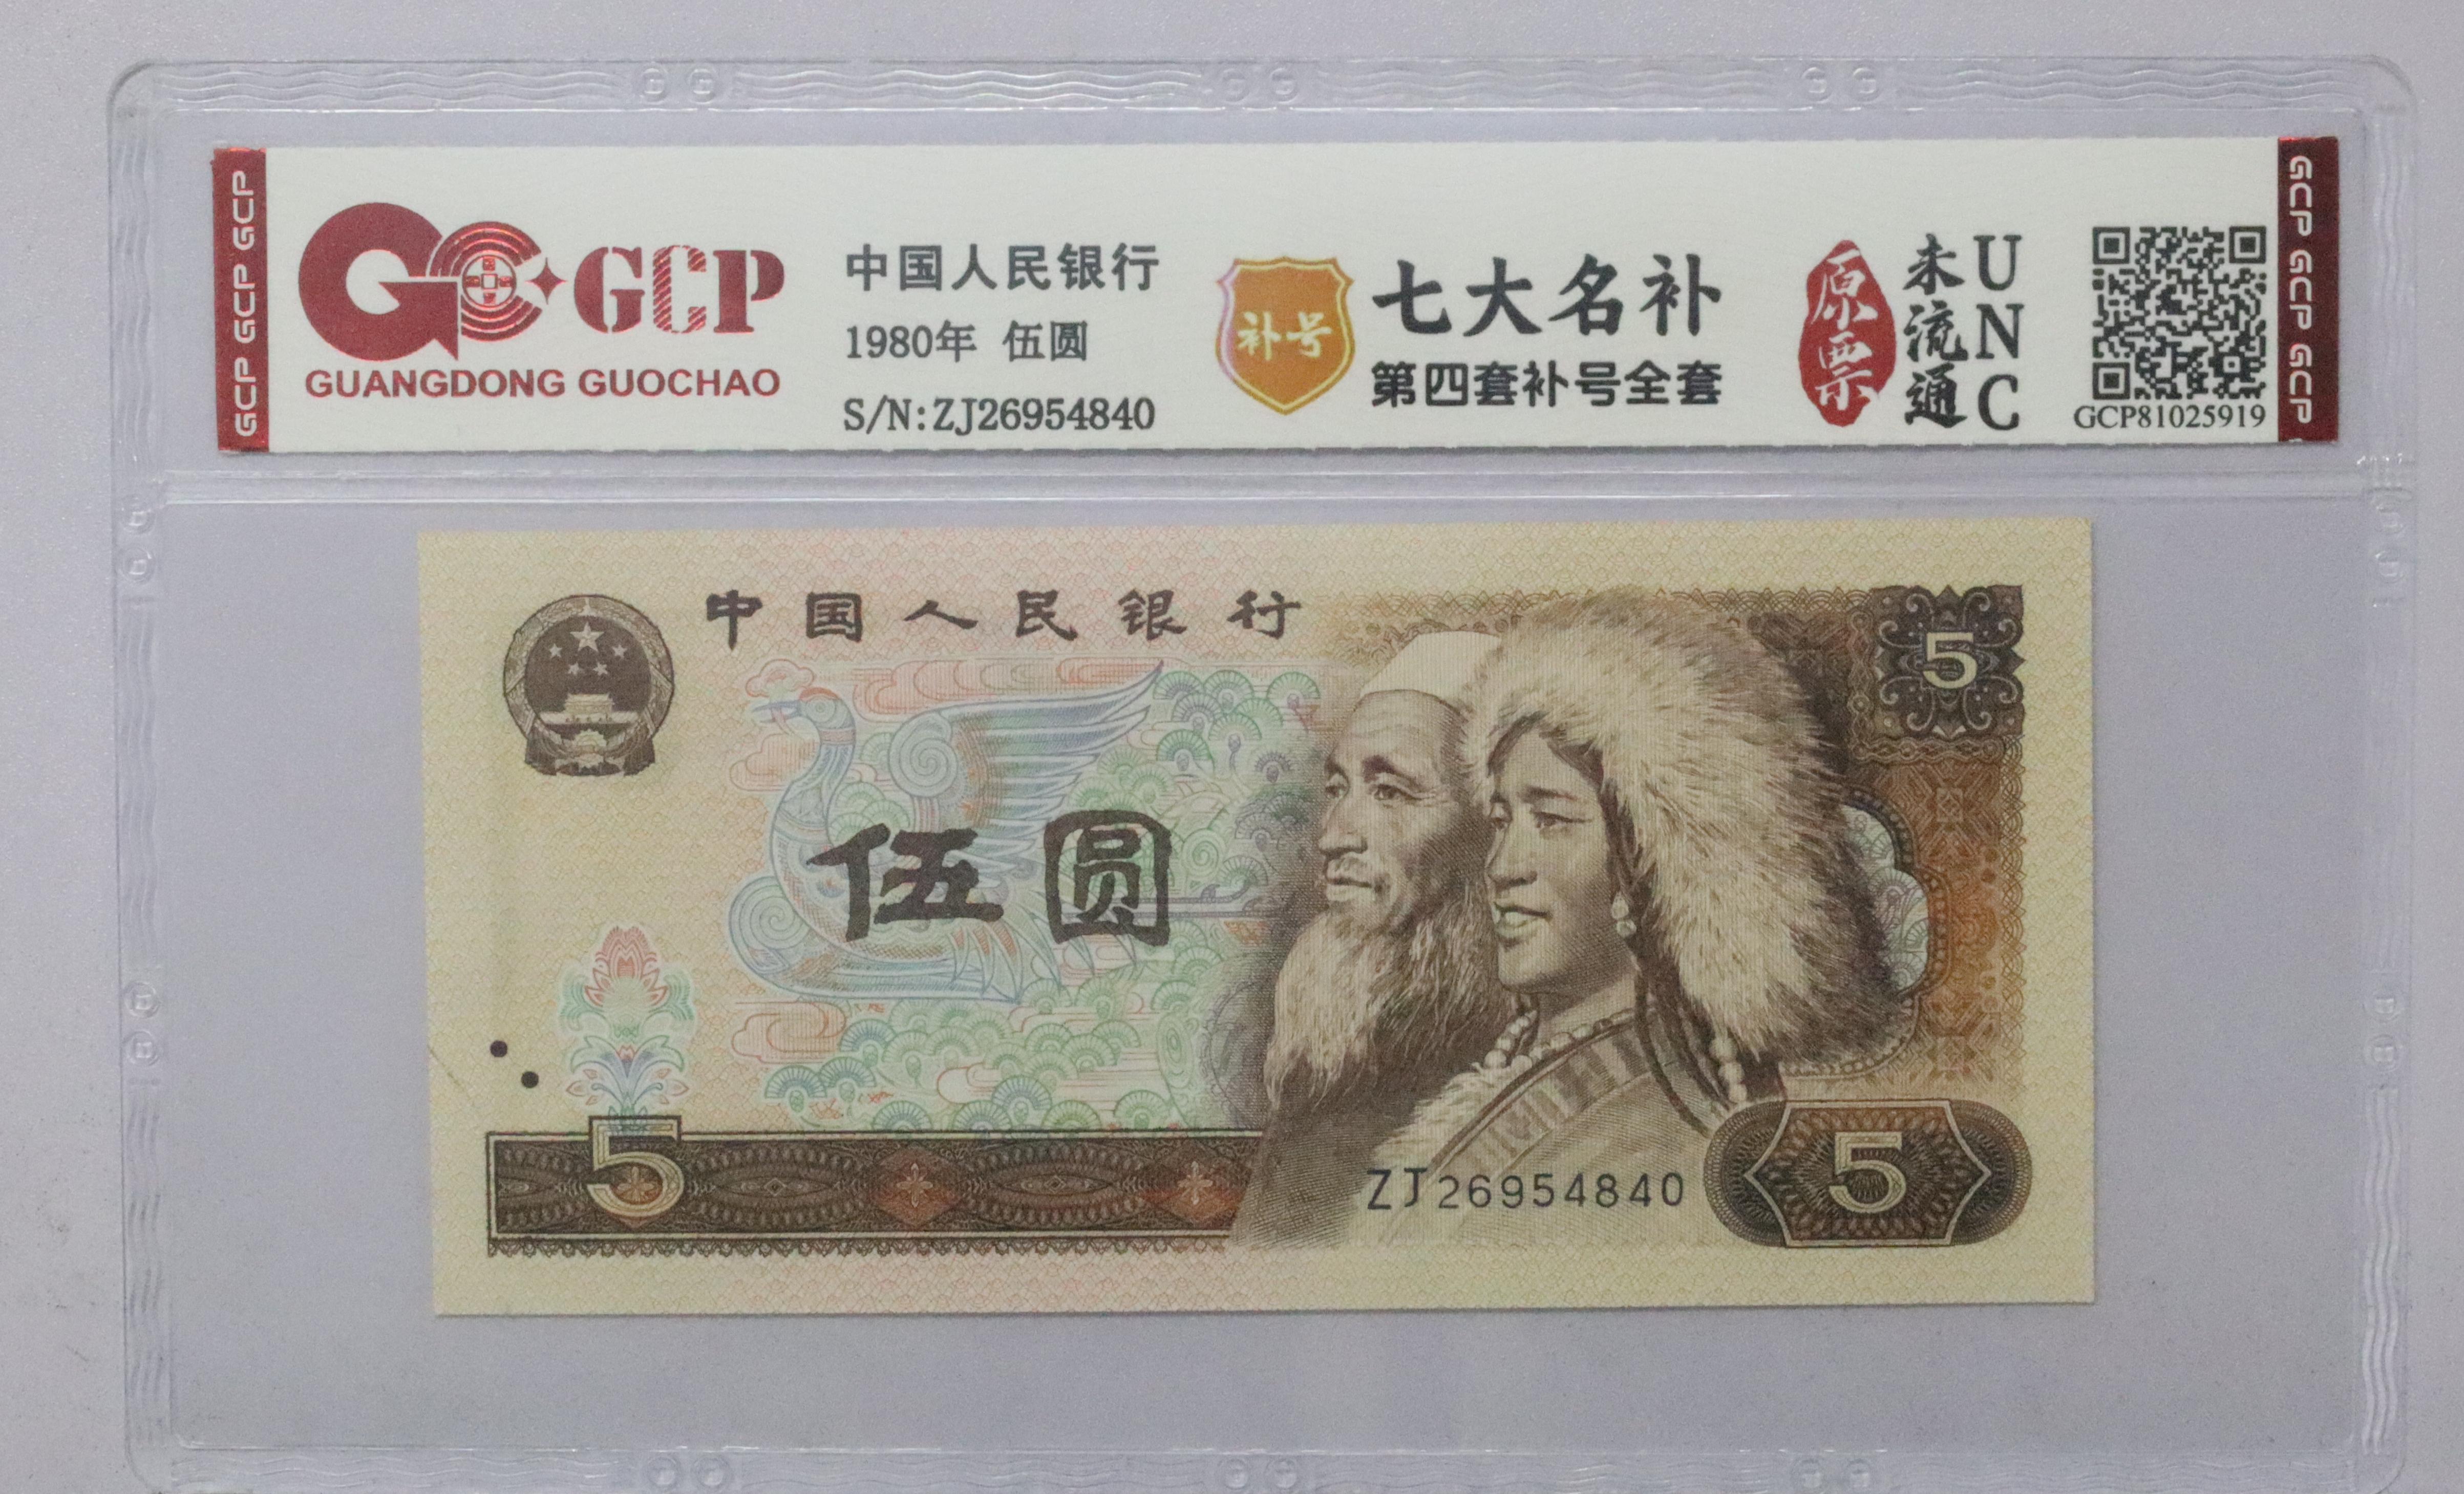 GCP GCP GCP
GCP
GUANGDONG GUOCHAO
中国人民银行
1980年 伍圆
S/N:ZJ26954840
补号
七大名补
第四套补号全套
原票
未流通
UNC
GCP81025919
GCP GCP GCP
中国人民银行
5
伍圆
5
ZJ26954840
5